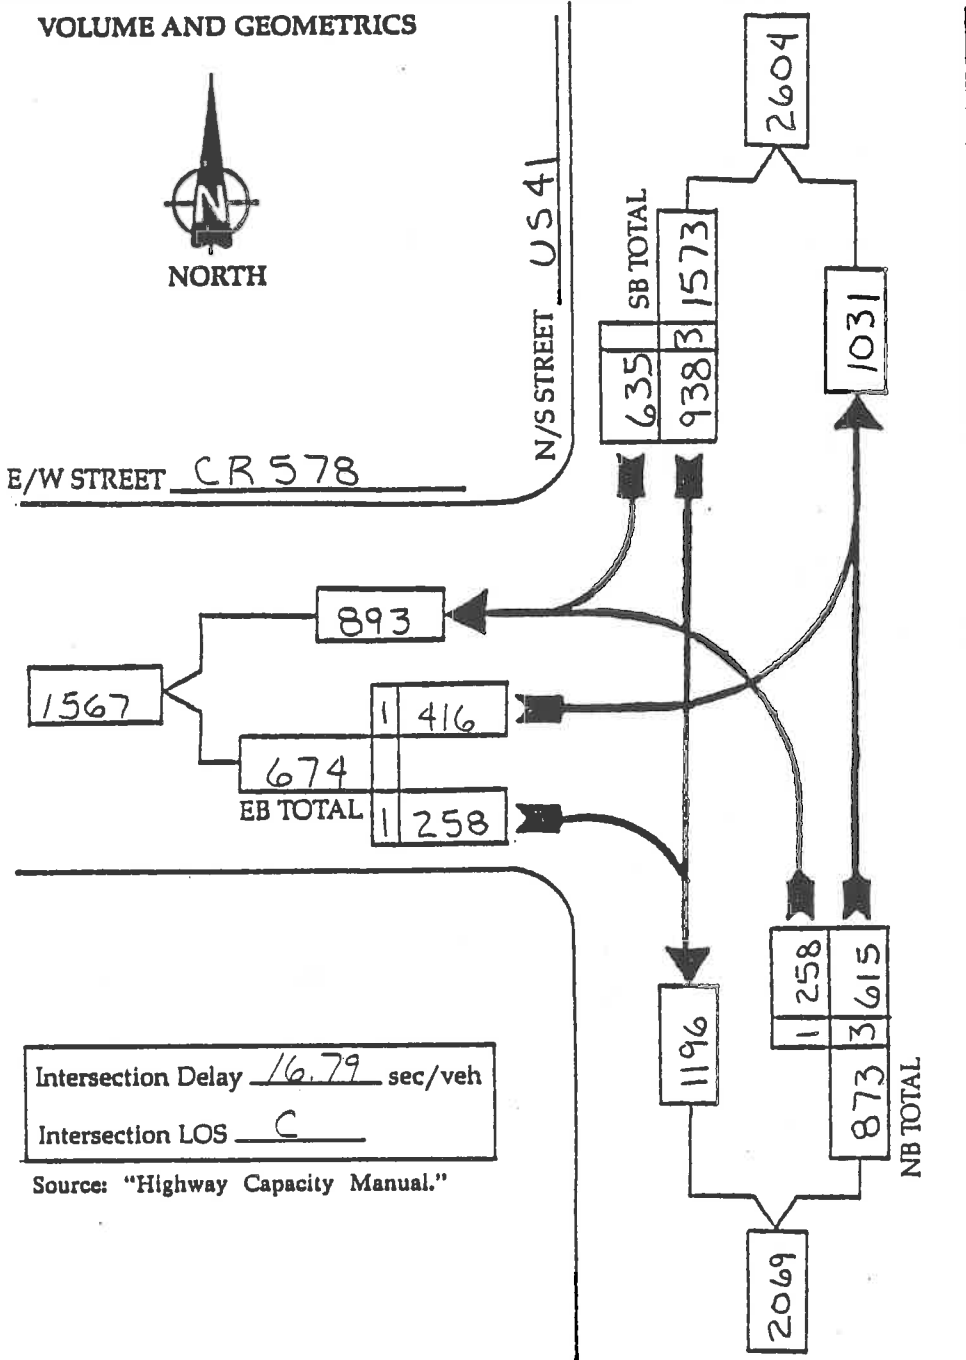 VOLUME AND GEOMETRICS
N
NORTH
2604
SB TOTAL 1573
3
635 938
1031
N/S STREET US 41
E/W STREET CR 578
893
1567
1 416
674
EB TOTAL
1 258
258 615
1 3
873
NB TOTAL
1196
Intersection Delay 16.79 sec/veh
Intersection LOS C
Source: "Highway Capacity Manual."
2069